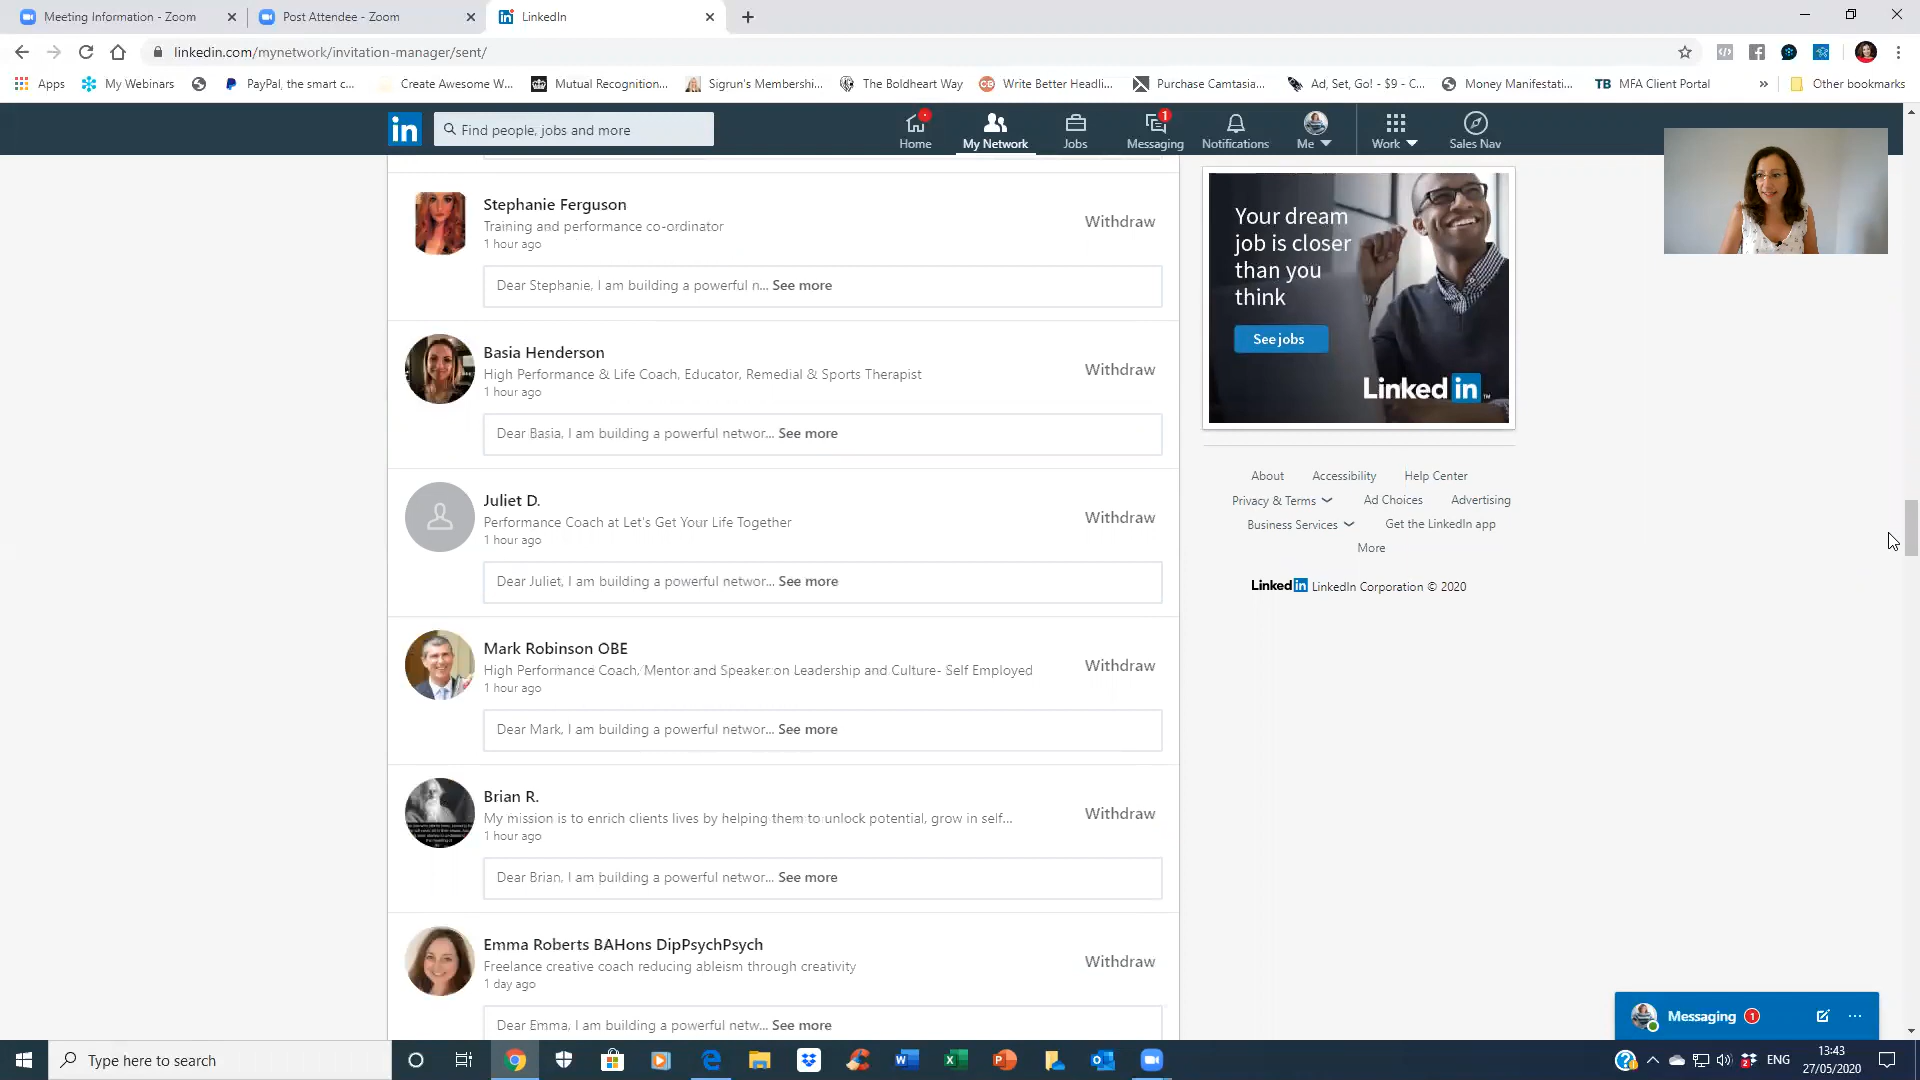 Meeting Information - Zoom
Post Attendee - Zoom
LinkedIn
linkedin.com/mynetwork/invitation-manager/sent/
Apps
My Webinars
PayPal, the smart c...
Create Awesome W...
Mutual Recognition...
Sigrun's Membershi...
The Boldheart Way
Write Better Headli...
Purchase Camtasia...
Ad, Set, Go! - $9 - C...
Money Manifestati...
TB MFA Client Portal
»
Other bookmarks
in
Find people, jobs and more
Home
My Network
Jobs
1
Messaging
Notifications
Me
Work
Sales Nav
Stephanie Ferguson
Training and performance co-ordinator
1 hour ago
Withdraw
Dear Stephanie, I am building a powerful n... See more
Basia Henderson
High Performance & Life Coach, Educator, Remedial & Sports Therapist
1 hour ago
Withdraw
Dear Basia, I am building a powerful networ... See more
Juliet D.
Performance Coach at Let's Get Your Life Together
1 hour ago
Withdraw
Dear Juliet, I am building a powerful networ... See more
Mark Robinson OBE
High Performance Coach, Mentor and Speaker on Leadership and Culture- Self Employed
1 hour ago
Withdraw
Dear Mark, I am building a powerful networ... See more
Brian R.
My mission is to enrich clients lives by helping them to unlock potential, grow in self...
1 hour ago
Withdraw
Dear Brian, I am building a powerful networ... See more
Emma Roberts BAHons DipPsychPsych
Freelance creative coach reducing ableism through creativity
1 day ago
Withdraw
Dear Emma, I am building a powerful netw... See more
Your dream
job is closer
than you
think
See jobs
Linked in
About Accessibility Help Center
Privacy & Terms Ad Choices Advertising
Business Services Get the LinkedIn app
More
Linked in LinkedIn Corporation © 2020
Messaging 1
Type here to search
ENG
13:43
27/05/2020